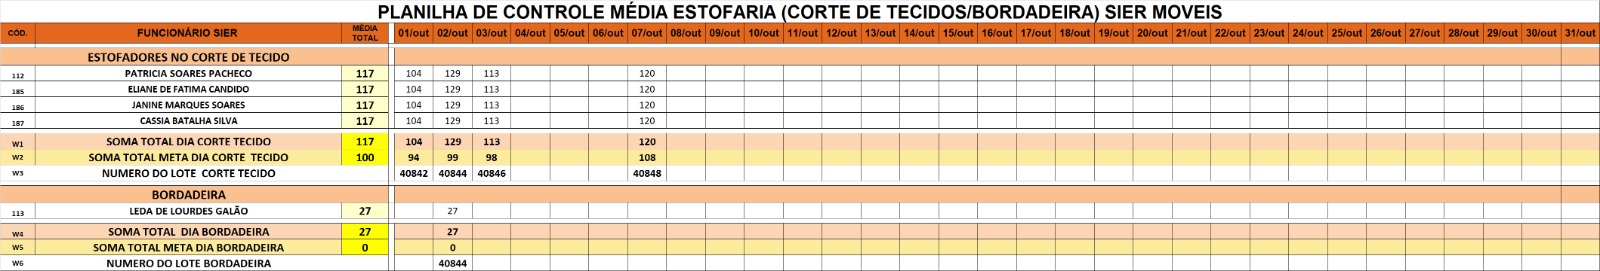 PLANILHA DE CONTROLE MÉDIA ESTOFARIA (CORTE DE TECIDOS/BORDADEIRA) SIER MOVEIS
CÓD. FUNCIONÁRIO SIER MÉDIA TOTAL 01/out 02/out 03/out 04/out 05/out 06/out 07/out 08/out 09/out 10/out 11/out 12/out 13/out 14/out 15/out 16/out 17/out 18/out 19/out 20/out 21/out 22/out 23/out 24/out 25/out 26/out 27/out 28/out 29/out 30/out 31/out
ESTOFADORES NO CORTE DE TECIDO
112 PATRICIA SOARES PACHECO 117 104 129 113 120
185 ELIANE DE FATIMA CANDIDO 117 104 129 113 120
186 JANINE MARQUES SOARES 117 104 129 113 120
187 CASSIA BATALHA SILVA 117 104 129 113 120
W1 SOMA TOTAL DIA CORTE TECIDO 117 104 129 113 120
W2 SOMA TOTAL META DIA CORTE TECIDO 100 94 99 98 108
W3 NUMERO DO LOTE CORTE TECIDO 40842 40844 40846 40848
BORDADEIRA
113 LEDA DE LOURDES GALÃO 27 27
W4 SOMA TOTAL DIA BORDADEIRA 27 27
W5 SOMA TOTAL META DIA BORDADEIRA 0 0
W6 NUMERO DO LOTE BORDADEIRA 40844